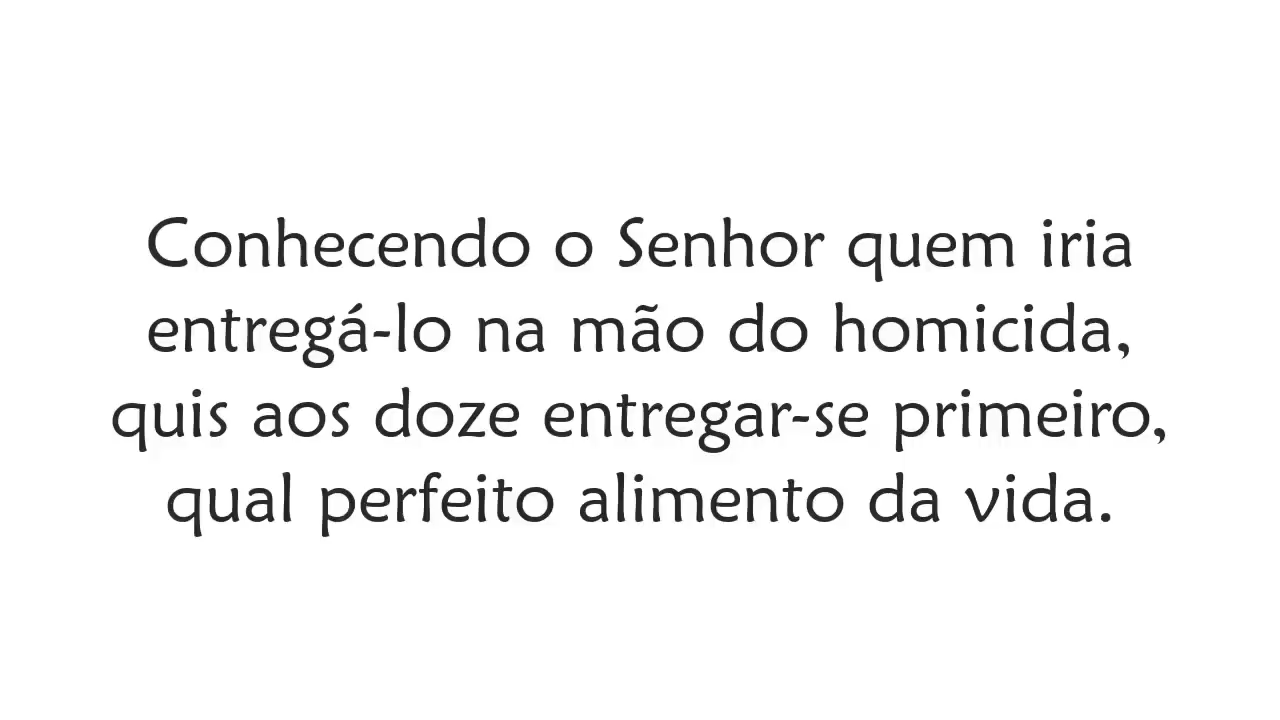 Conhecendo o Senhor quem iria
entregá-lo na mão do homicida,
quis aos doze entregar-se primeiro,
qual perfeito alimento da vida.